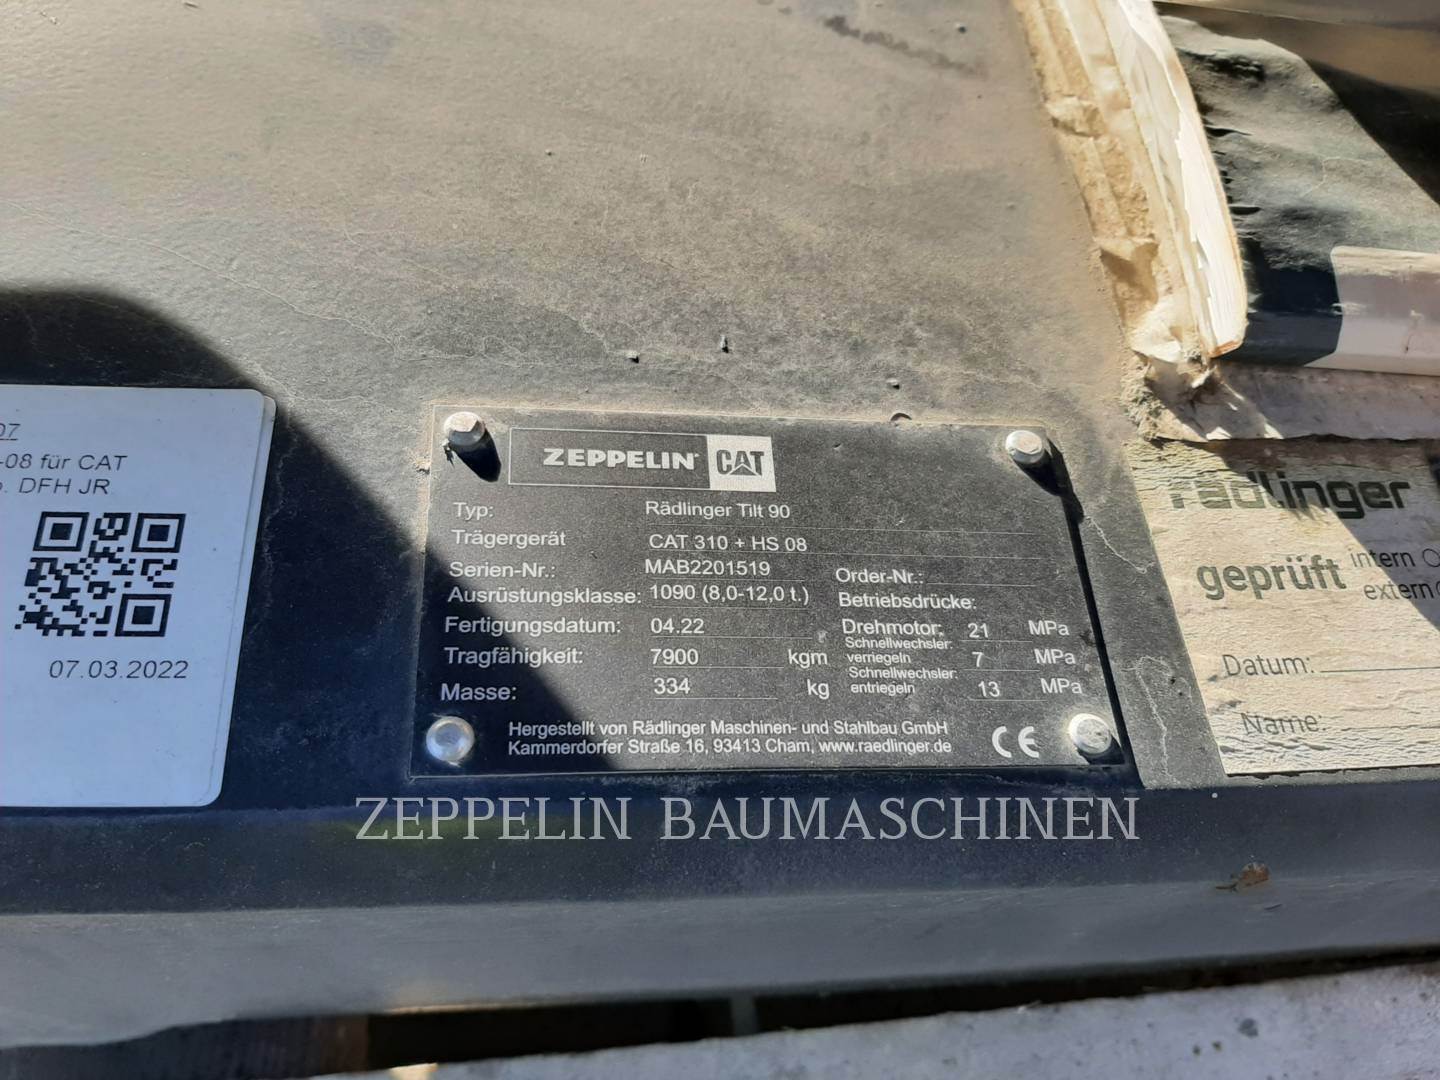 07
-08 für CAT
DFH JR
07.03.2022
ZEPPELIN CAT
Typ: Rädlinger Tilt 90
Trägergerät CAT 310 + HS 08
Serien-Nr.: MAB2201519 Order-Nr.:
Ausrüstungsklasse: 1090 (8,0-12,0 t.) Betriebsdrücke:
Fertigungsdatum: 04.22 Drehmotor: 21 MPa
Tragfähigkeit: 7900 kgm Schnellwechsler: verriegeln 7 MPa
Masse: 334 kg Schnellwechsler: entriegeln 13 MPa
Hergestellt von Rädlinger Maschinen- und Stahlbau GmbH
Kammerdorfer Straße 16, 93413 Cham, www.raedlinger.de CE
rädlinger
geprüft intern
extern
Datum:
Name:
ZEPPELIN BAUMASCHINEN